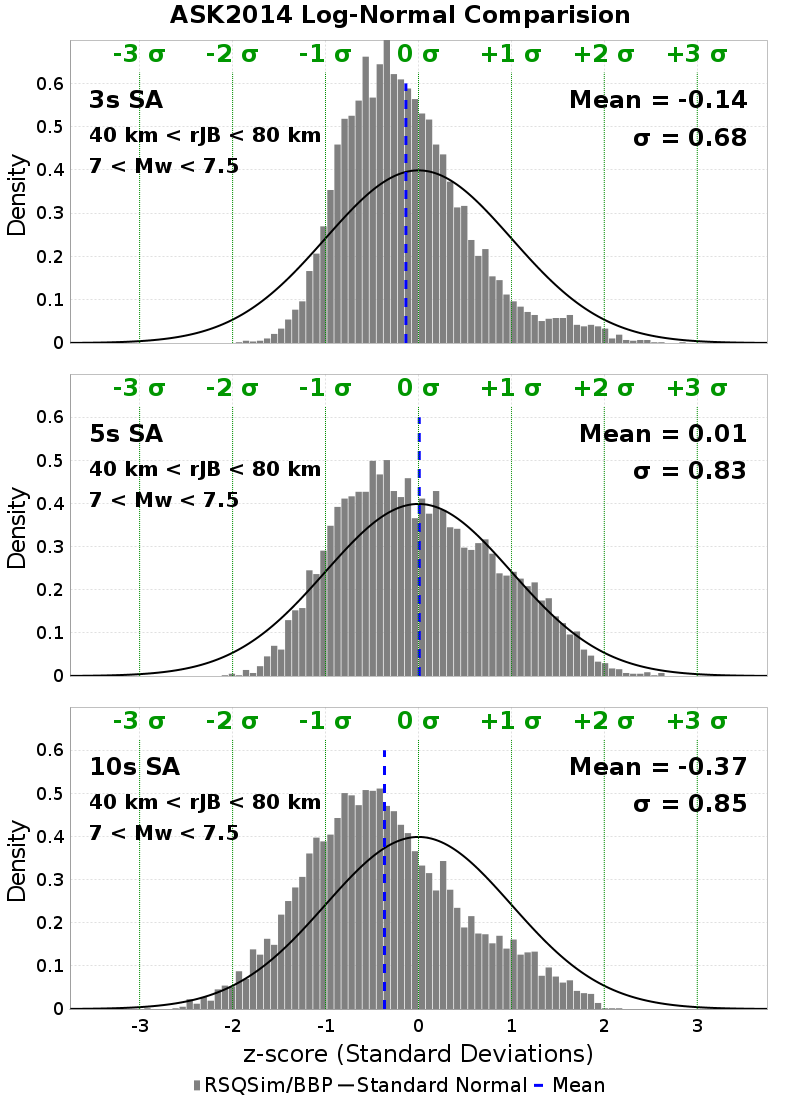 ASK2014 Log-Normal Comparision
-3 σ -2 σ -1 σ 0 σ +1 σ +2 σ +3 σ
3s SA
40 km < rJB < 80 km
7 < Mw < 7.5
Mean = -0.14
σ = 0.68
Density
0.6
0.5
0.4
0.3
0.2
0.1
0
-3 σ -2 σ -1 σ 0 σ +1 σ +2 σ +3 σ
5s SA
40 km < rJB < 80 km
7 < Mw < 7.5
Mean = 0.01
σ = 0.83
Density
0.6
0.5
0.4
0.3
0.2
0.1
0
-3 σ -2 σ -1 σ 0 σ +1 σ +2 σ +3 σ
10s SA
40 km < rJB < 80 km
7 < Mw < 7.5
Mean = -0.37
σ = 0.85
Density
0.6
0.5
0.4
0.3
0.2
0.1
0
-3 -2 -1 0 1 2 3
z-score (Standard Deviations)
RSQSim/BBP Standard Normal Mean